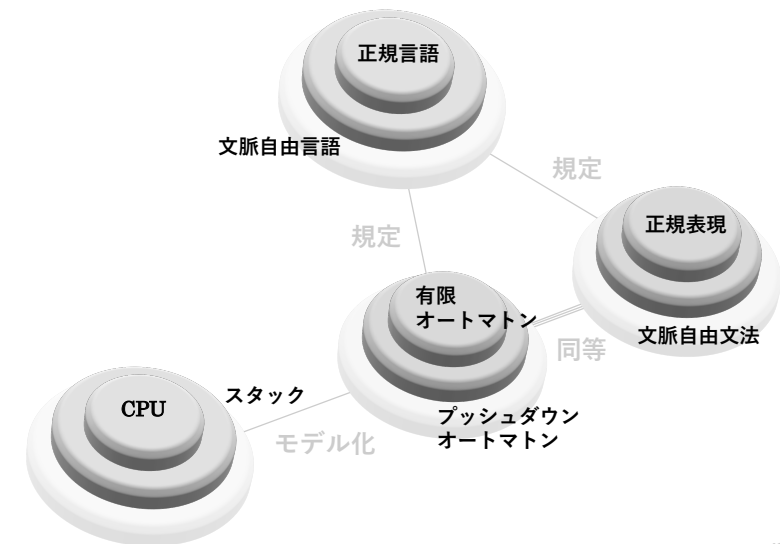 正規言語
文脈自由言語
規定
規定
正規表現
有限
オートマトン
文脈自由文法
同等
スタック
CPU
プッシュダウン
オートマトン
モデル化